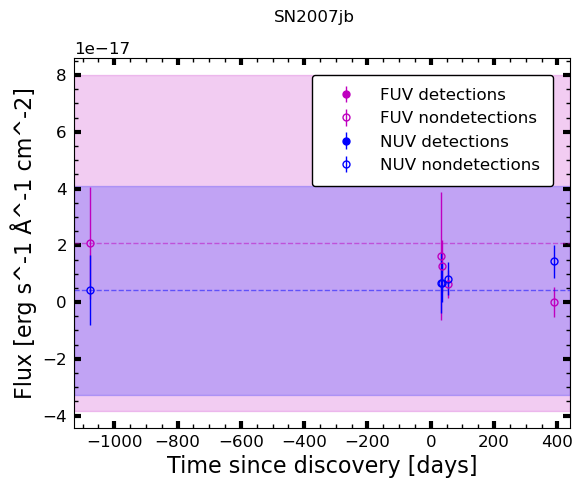 SN2007jb
1e−17
8
6
4
2
0
−2
−4
Flux [erg s^-1 Å^-1 cm^-2]
FUV detections
FUV nondetections
NUV detections
NUV nondetections
−1000 −800 −600 −400 −200 0 200 400
Time since discovery [days]